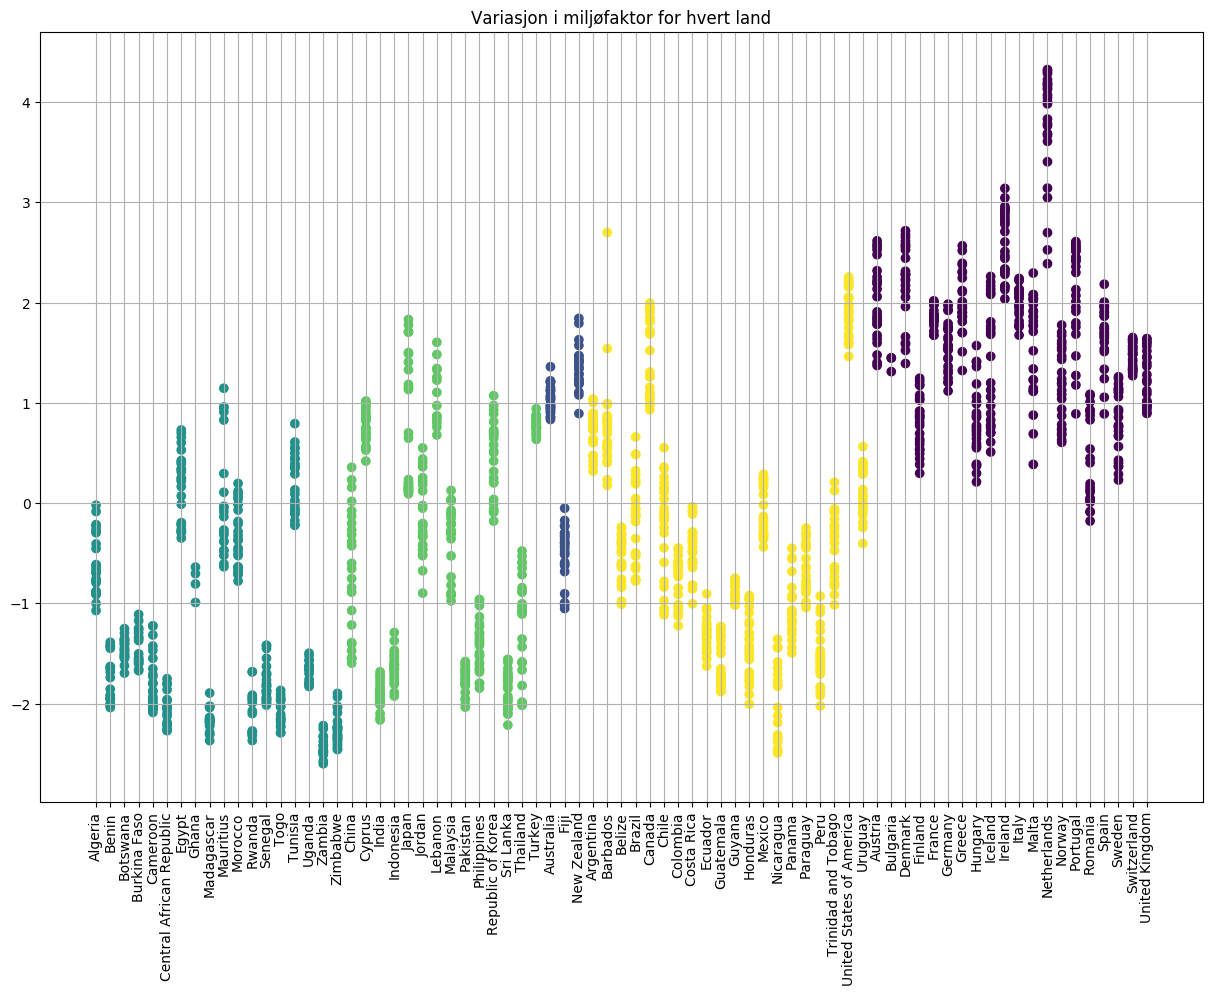 Variasjon i miljøfaktor for hvert land
4
3
2
1
0
−1
−2
Algeria
Benin
Botswana
Burkina Faso
Cameroon
Central African Republic
Egypt
Ghana
Madagascar
Mauritius
Morocco
Rwanda
Senegal
Togo
Tunisia
Uganda
Zambia
Zimbabwe
China
Cyprus
India
Indonesia
Japan
Jordan
Lebanon
Malaysia
Pakistan
Philippines
Republic of Korea
Sri Lanka
Thailand
Turkey
Australia
Fiji
New Zealand
Argentina
Barbados
Belize
Brazil
Canada
Chile
Colombia
Costa Rica
Ecuador
Guatemala
Guyana
Honduras
Mexico
Nicaragua
Panama
Paraguay
Peru
Trinidad and Tobago
United States of America
Uruguay
Austria
Bulgaria
Denmark
Finland
France
Germany
Greece
Hungary
Iceland
Ireland
Italy
Malta
Netherlands
Norway
Portugal
Romania
Spain
Sweden
Switzerland
United Kingdom